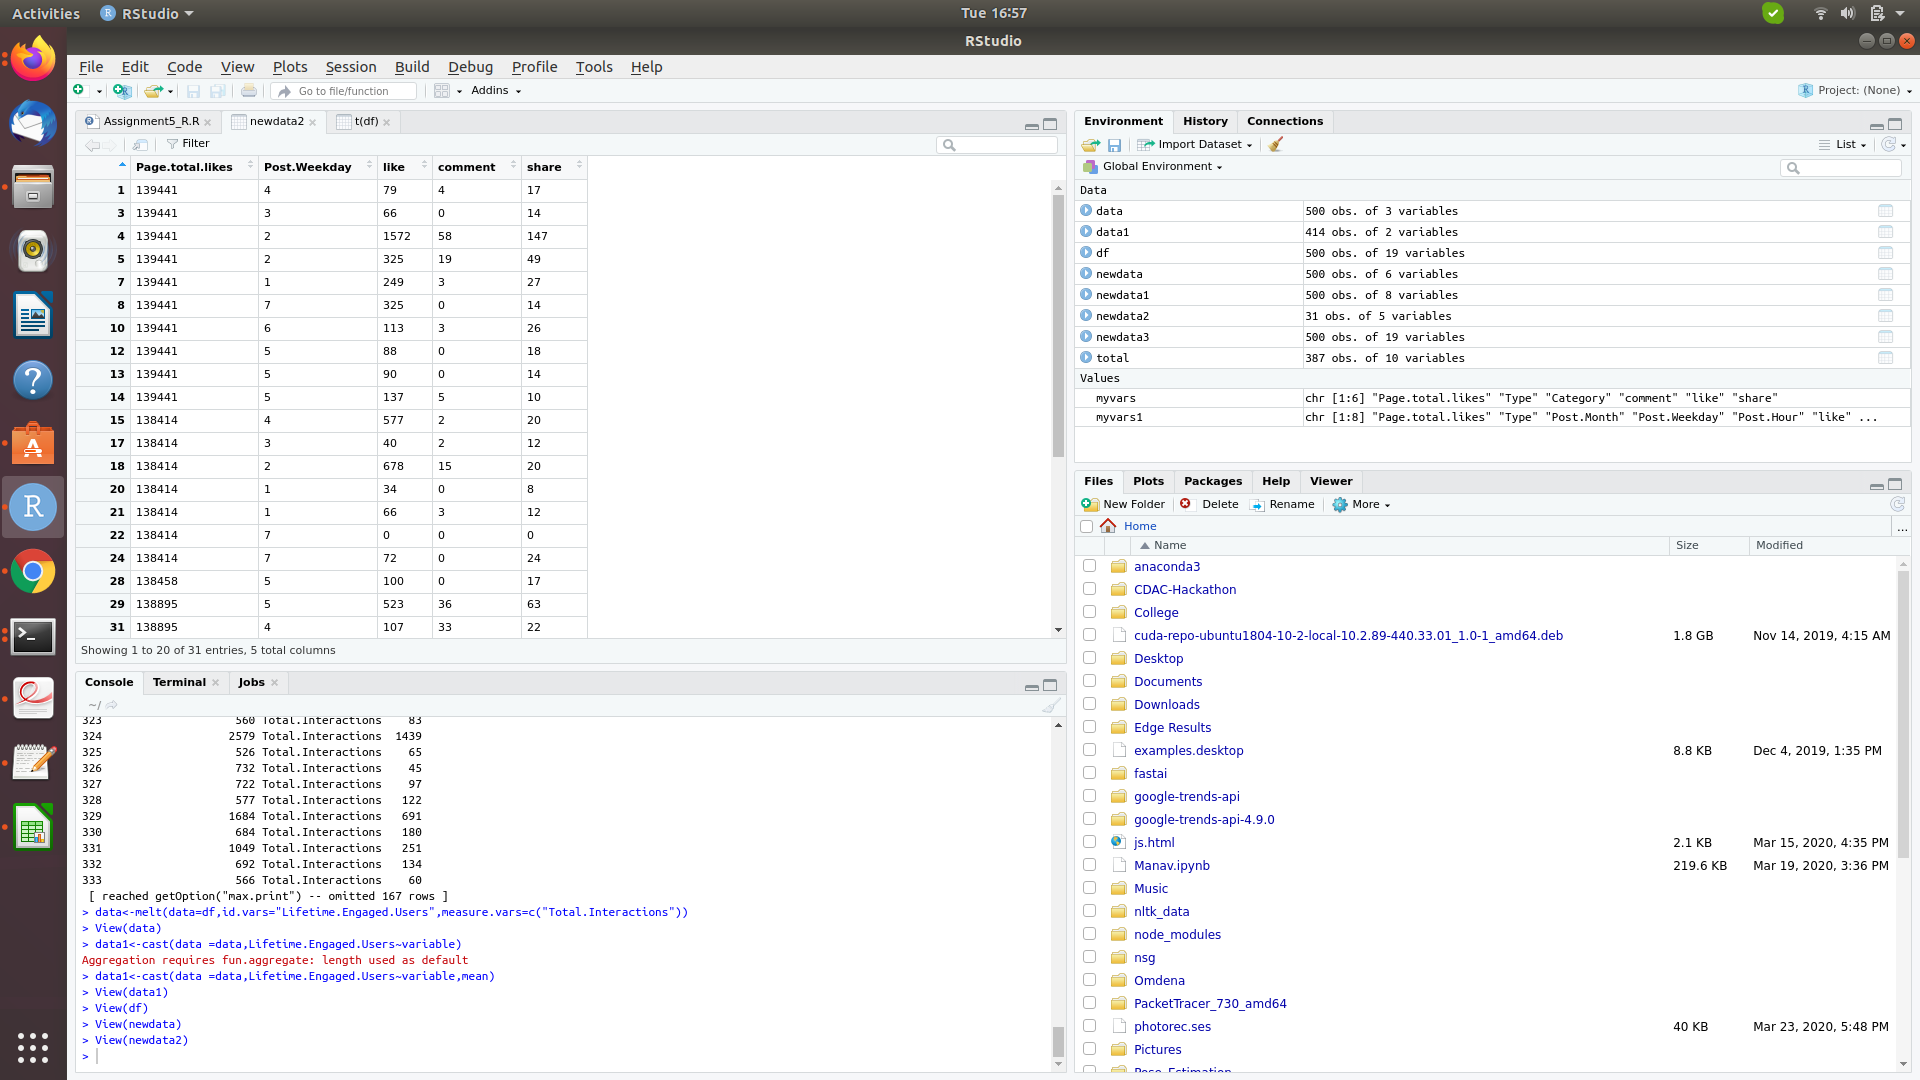 Activities RStudio Tue 16:57
RStudio
File Edit Code View Plots Session Build Debug Profile Tools Help
Go to file/function Addins Project: (None)
Assignment5_R.R newdata2 t(df)
Filter
Page.total.likes Post.Weekday like comment share
1 139441 4 79 4 17
3 139441 3 66 0 14
4 139441 2 1572 58 147
5 139441 2 325 19 49
7 139441 1 249 3 27
8 139441 7 325 0 14
10 139441 6 113 3 26
12 139441 5 88 0 18
13 139441 5 90 0 14
14 139441 5 137 5 10
15 138414 4 577 2 20
17 138414 3 40 2 12
18 138414 2 678 15 20
20 138414 1 34 0 8
21 138414 1 66 3 12
22 138414 7 0 0 0
24 138414 7 72 0 24
28 138458 5 100 0 17
29 138895 5 523 36 63
31 138895 4 107 33 22
Showing 1 to 20 of 31 entries, 5 total columns
Console Terminal Jobs
~/
323 560 Total.Interactions 83
324 2579 Total.Interactions 1439
325 526 Total.Interactions 65
326 732 Total.Interactions 45
327 722 Total.Interactions 97
328 577 Total.Interactions 122
329 1684 Total.Interactions 691
330 684 Total.Interactions 180
331 1049 Total.Interactions 251
332 692 Total.Interactions 134
333 566 Total.Interactions 60
[ reached getOption("max.print") -- omitted 167 rows ]
> data<-melt(data=df,id.vars="Lifetime.Engaged.Users",measure.vars=c("Total.Interactions"))
> View(data)
> data1<-cast(data =data,Lifetime.Engaged.Users~variable)
Aggregation requires fun.aggregate: length used as default
> data1<-cast(data =data,Lifetime.Engaged.Users~variable,mean)
> View(data1)
> View(df)
> View(newdata)
> View(newdata2)
>
Environment History Connections
Import Dataset List
Global Environment
Data
data 500 obs. of 3 variables
data1 414 obs. of 2 variables
df 500 obs. of 19 variables
newdata 500 obs. of 6 variables
newdata1 500 obs. of 8 variables
newdata2 31 obs. of 5 variables
newdata3 500 obs. of 19 variables
total 387 obs. of 10 variables
Values
myvars chr [1:6] "Page.total.likes" "Type" "Category" "comment" "like" "share"
myvars1 chr [1:8] "Page.total.likes" "Type" "Post.Month" "Post.Weekday" "Post.Hour" "like" ...
Files Plots Packages Help Viewer
New Folder Delete Rename More
Home ...
Name Size Modified
anaconda3
CDAC-Hackathon
College
cuda-repo-ubuntu1804-10-2-local-10.2.89-440.33.01_1.0-1_amd64.deb 1.8 GB Nov 14, 2019, 4:15 AM
Desktop
Documents
Downloads
Edge Results
examples.desktop 8.8 KB Dec 4, 2019, 1:35 PM
fastai
google-trends-api
google-trends-api-4.9.0
js.html 2.1 KB Mar 15, 2020, 4:35 PM
Manav.ipynb 219.6 KB Mar 19, 2020, 3:36 PM
Music
nltk_data
node_modules
nsg
Omdena
PacketTracer_730_amd64
photorec.ses 40 KB Mar 23, 2020, 5:48 PM
Pictures
Pose Estimation